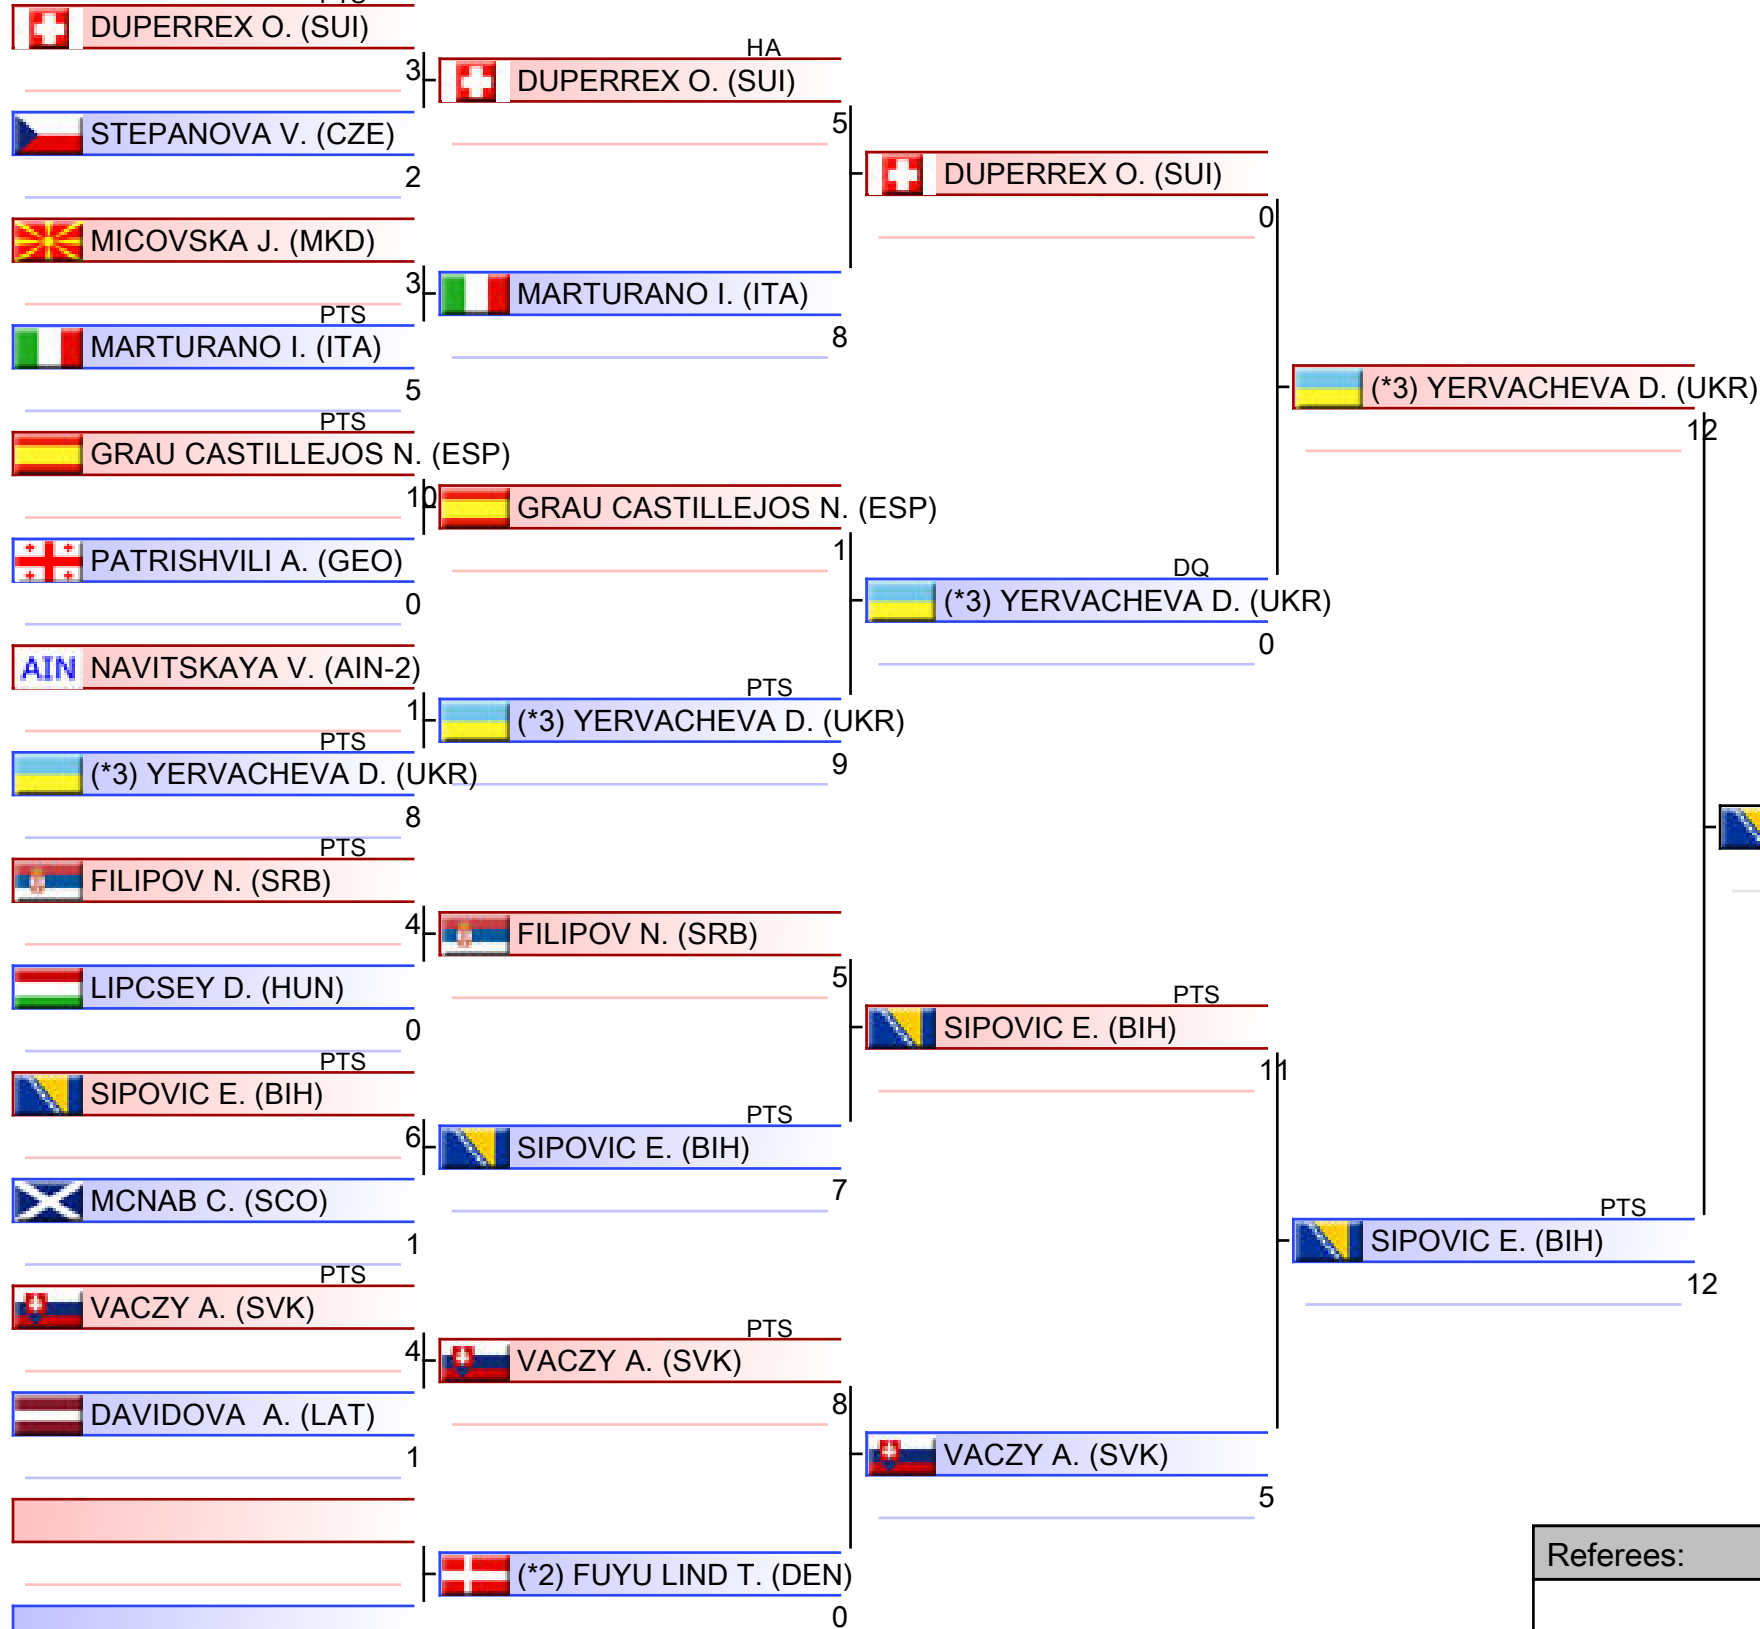 DUPERREX O. (SUI)
3
STEPANOVA V. (CZE)
2
MICOVSKA J. (MKD)
3
PTS
MARTURANO I. (ITA)
5
PTS
GRAU CASTILLEJOS N. (ESP)
10
PATRISHVILI A. (GEO)
0
AIN NAVITSKAYA V. (AIN-2)
1
PTS
(*3) YERVACHEVA D. (UKR)
8
PTS
FILIPOV N. (SRB)
4
LIPCSEY D. (HUN)
0
PTS
SIPOVIC E. (BIH)
6
MCNAB C. (SCO)
1
PTS
VACZY A. (SVK)
4
DAVIDOVA  A. (LAT)
1
HA
DUPERREX O. (SUI)
5
MARTURANO I. (ITA)
8
GRAU CASTILLEJOS N. (ESP)
1
PTS
(*3) YERVACHEVA D. (UKR)
9
FILIPOV N. (SRB)
5
PTS
SIPOVIC E. (BIH)
7
PTS
VACZY A. (SVK)
8
(*2) FUYU LIND T. (DEN)
0
DUPERREX O. (SUI)
0
DQ
(*3) YERVACHEVA D. (UKR)
0
PTS
SIPOVIC E. (BIH)
11
VACZY A. (SVK)
5
(*3) YERVACHEVA D. (UKR)
12
PTS
SIPOVIC E. (BIH)
12
Referees: